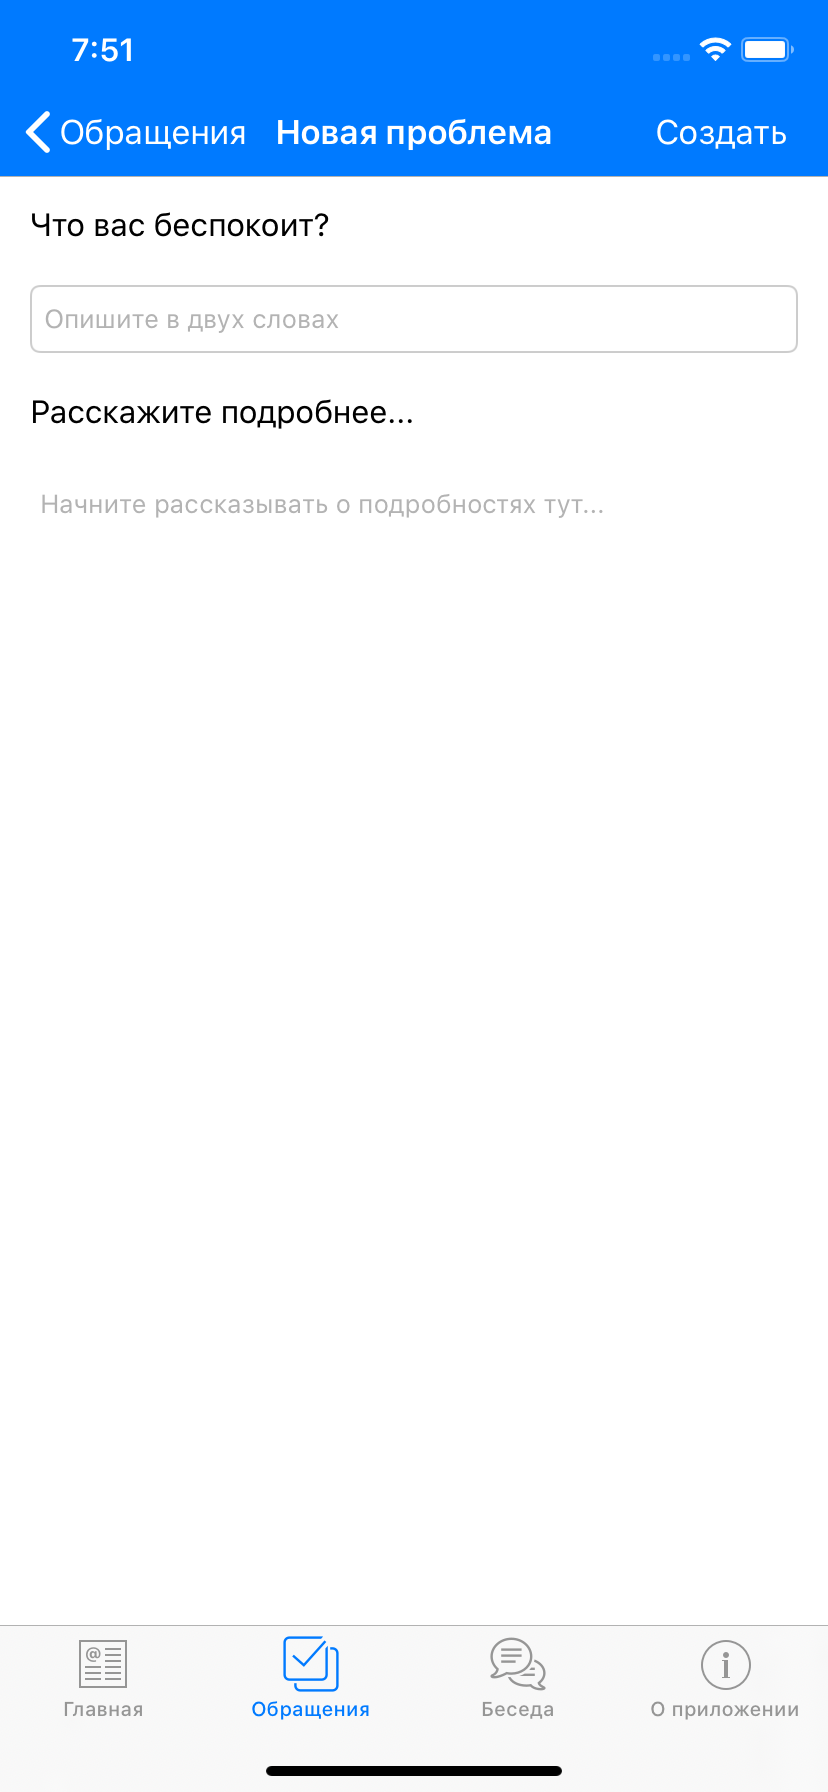 7:51
Обращения Новая проблема Создать
Что вас беспокоит?
Опишите в двух словах
Расскажите подробнее...
Начните рассказывать о подробностях тут...
Главная Обращения Беседа О приложении